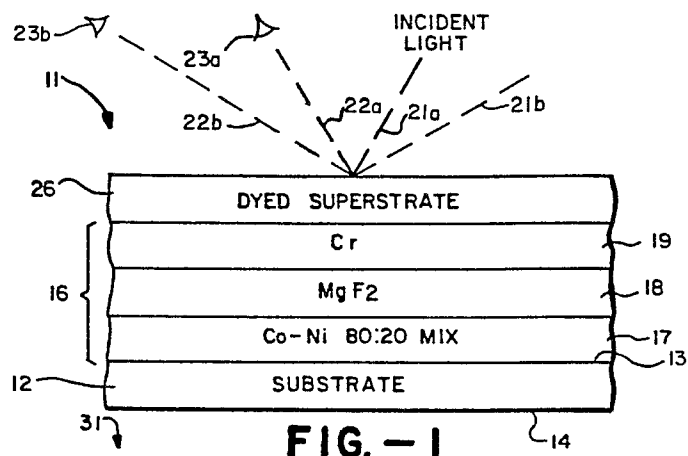 23b
23a
INCIDENT
LIGHT
11
22b
22a
21a
21b
26
DYED SUPERSTRATE
Cr
19
16
MgF2
18
Co-Ni 80:20 MIX
17
13
12
SUBSTRATE
31
FIG.-1
14